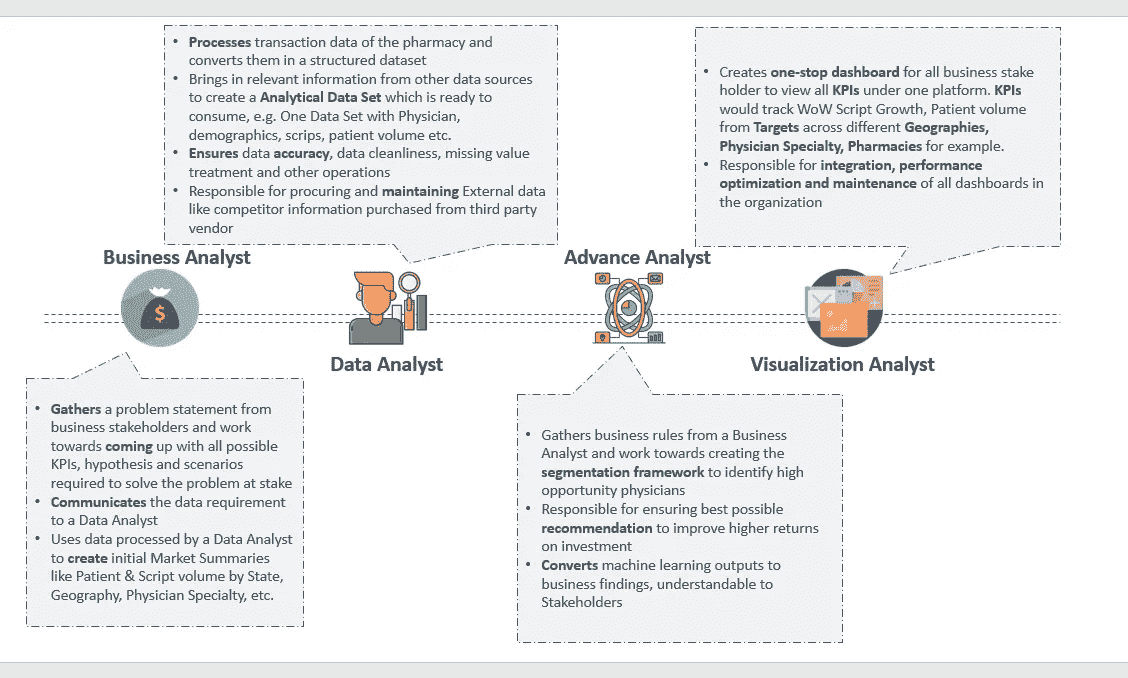 • Processes transaction data of the pharmacy and
converts them in a structured dataset
• Brings in relevant information from other data sources
to create a Analytical Data Set which is ready to
consume, e.g. One Data Set with Physician,
demographics, scrips, patient volume etc.
• Ensures data accuracy, data cleanliness, missing value
treatment and other operations
• Responsible for procuring and maintaining External data
like competitor information purchased from third party
vendor
• Creates one-stop dashboard for all business stake
holder to view all KPIs under one platform. KPIs
would track WoW Script Growth, Patient volume
from Targets across different Geographies,
Physician Specialty, Pharmacies for example.
• Responsible for integration, performance
optimization and maintenance of all dashboards in
the organization
Business Analyst
Advance Analyst
$
Data Analyst
Visualization Analyst
• Gathers a problem statement from
business stakeholders and work
towards coming up with all possible
KPIs, hypothesis and scenarios
required to solve the problem at stake
• Communicates the data requirement
to a Data Analyst
• Uses data processed by a Data Analyst
to create initial Market Summaries
like Patient & Script volume by State,
Geography, Physician Specialty, etc.
• Gathers business rules from a Business
Analyst and work towards creating the
segmentation framework to identify high
opportunity physicians
• Responsible for ensuring best possible
recommendation to improve higher returns
on investment
• Converts machine learning outputs to
business findings, understandable to
Stakeholders